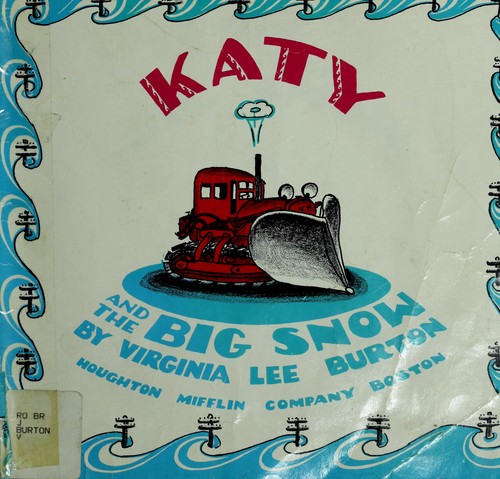 KATY
AND THE BIG SNOW
BY VIRGINIA LEE BURTON
HOUGHTON MIFFLIN COMPANY BOSTON
RO BR
J
BURTON
V